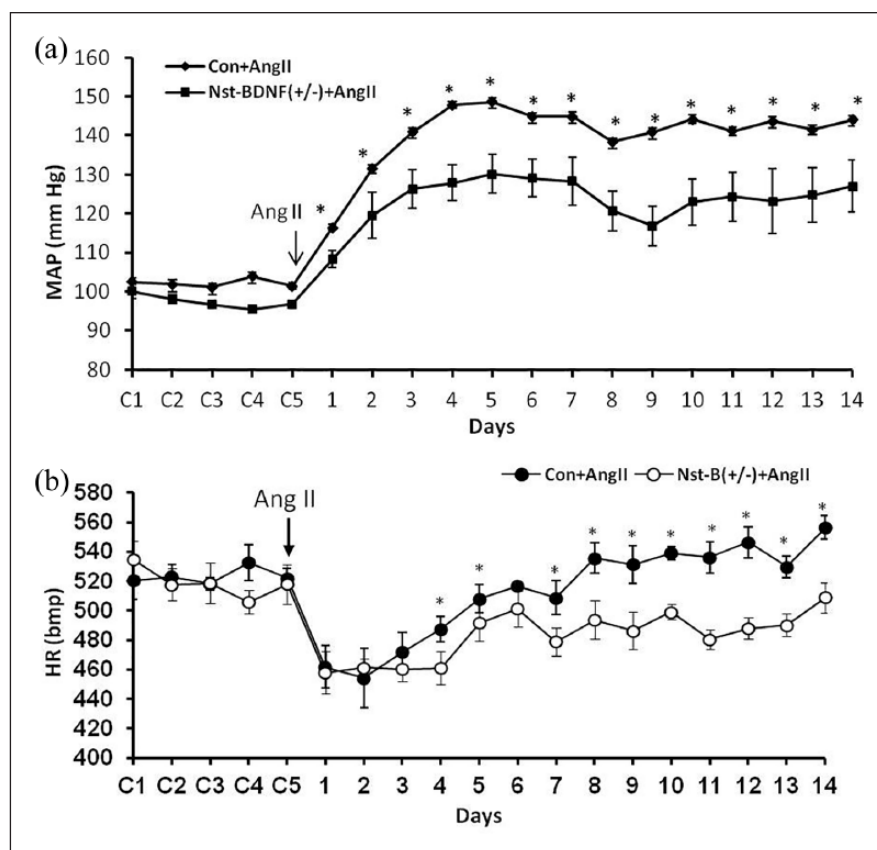 (a)
Con+AngII
Nst-BDNF(+/-)+AngII
160
150
140
130
120
110
100
90
80
MAP (mm Hg)
Ang II
* * * * * * * * * * * * * *
C1 C2 C3 C4 C5 1 2 3 4 5 6 7 8 9 10 11 12 13 14
Days
(b)
Con+AngII Nst-B(+/-)+AngII
580
560
540
520
500
480
460
440
420
400
HR (bmp)
Ang II
* * * * * * * * * *
C1 C2 C3 C4 C5 1 2 3 4 5 6 7 8 9 10 11 12 13 14
Days